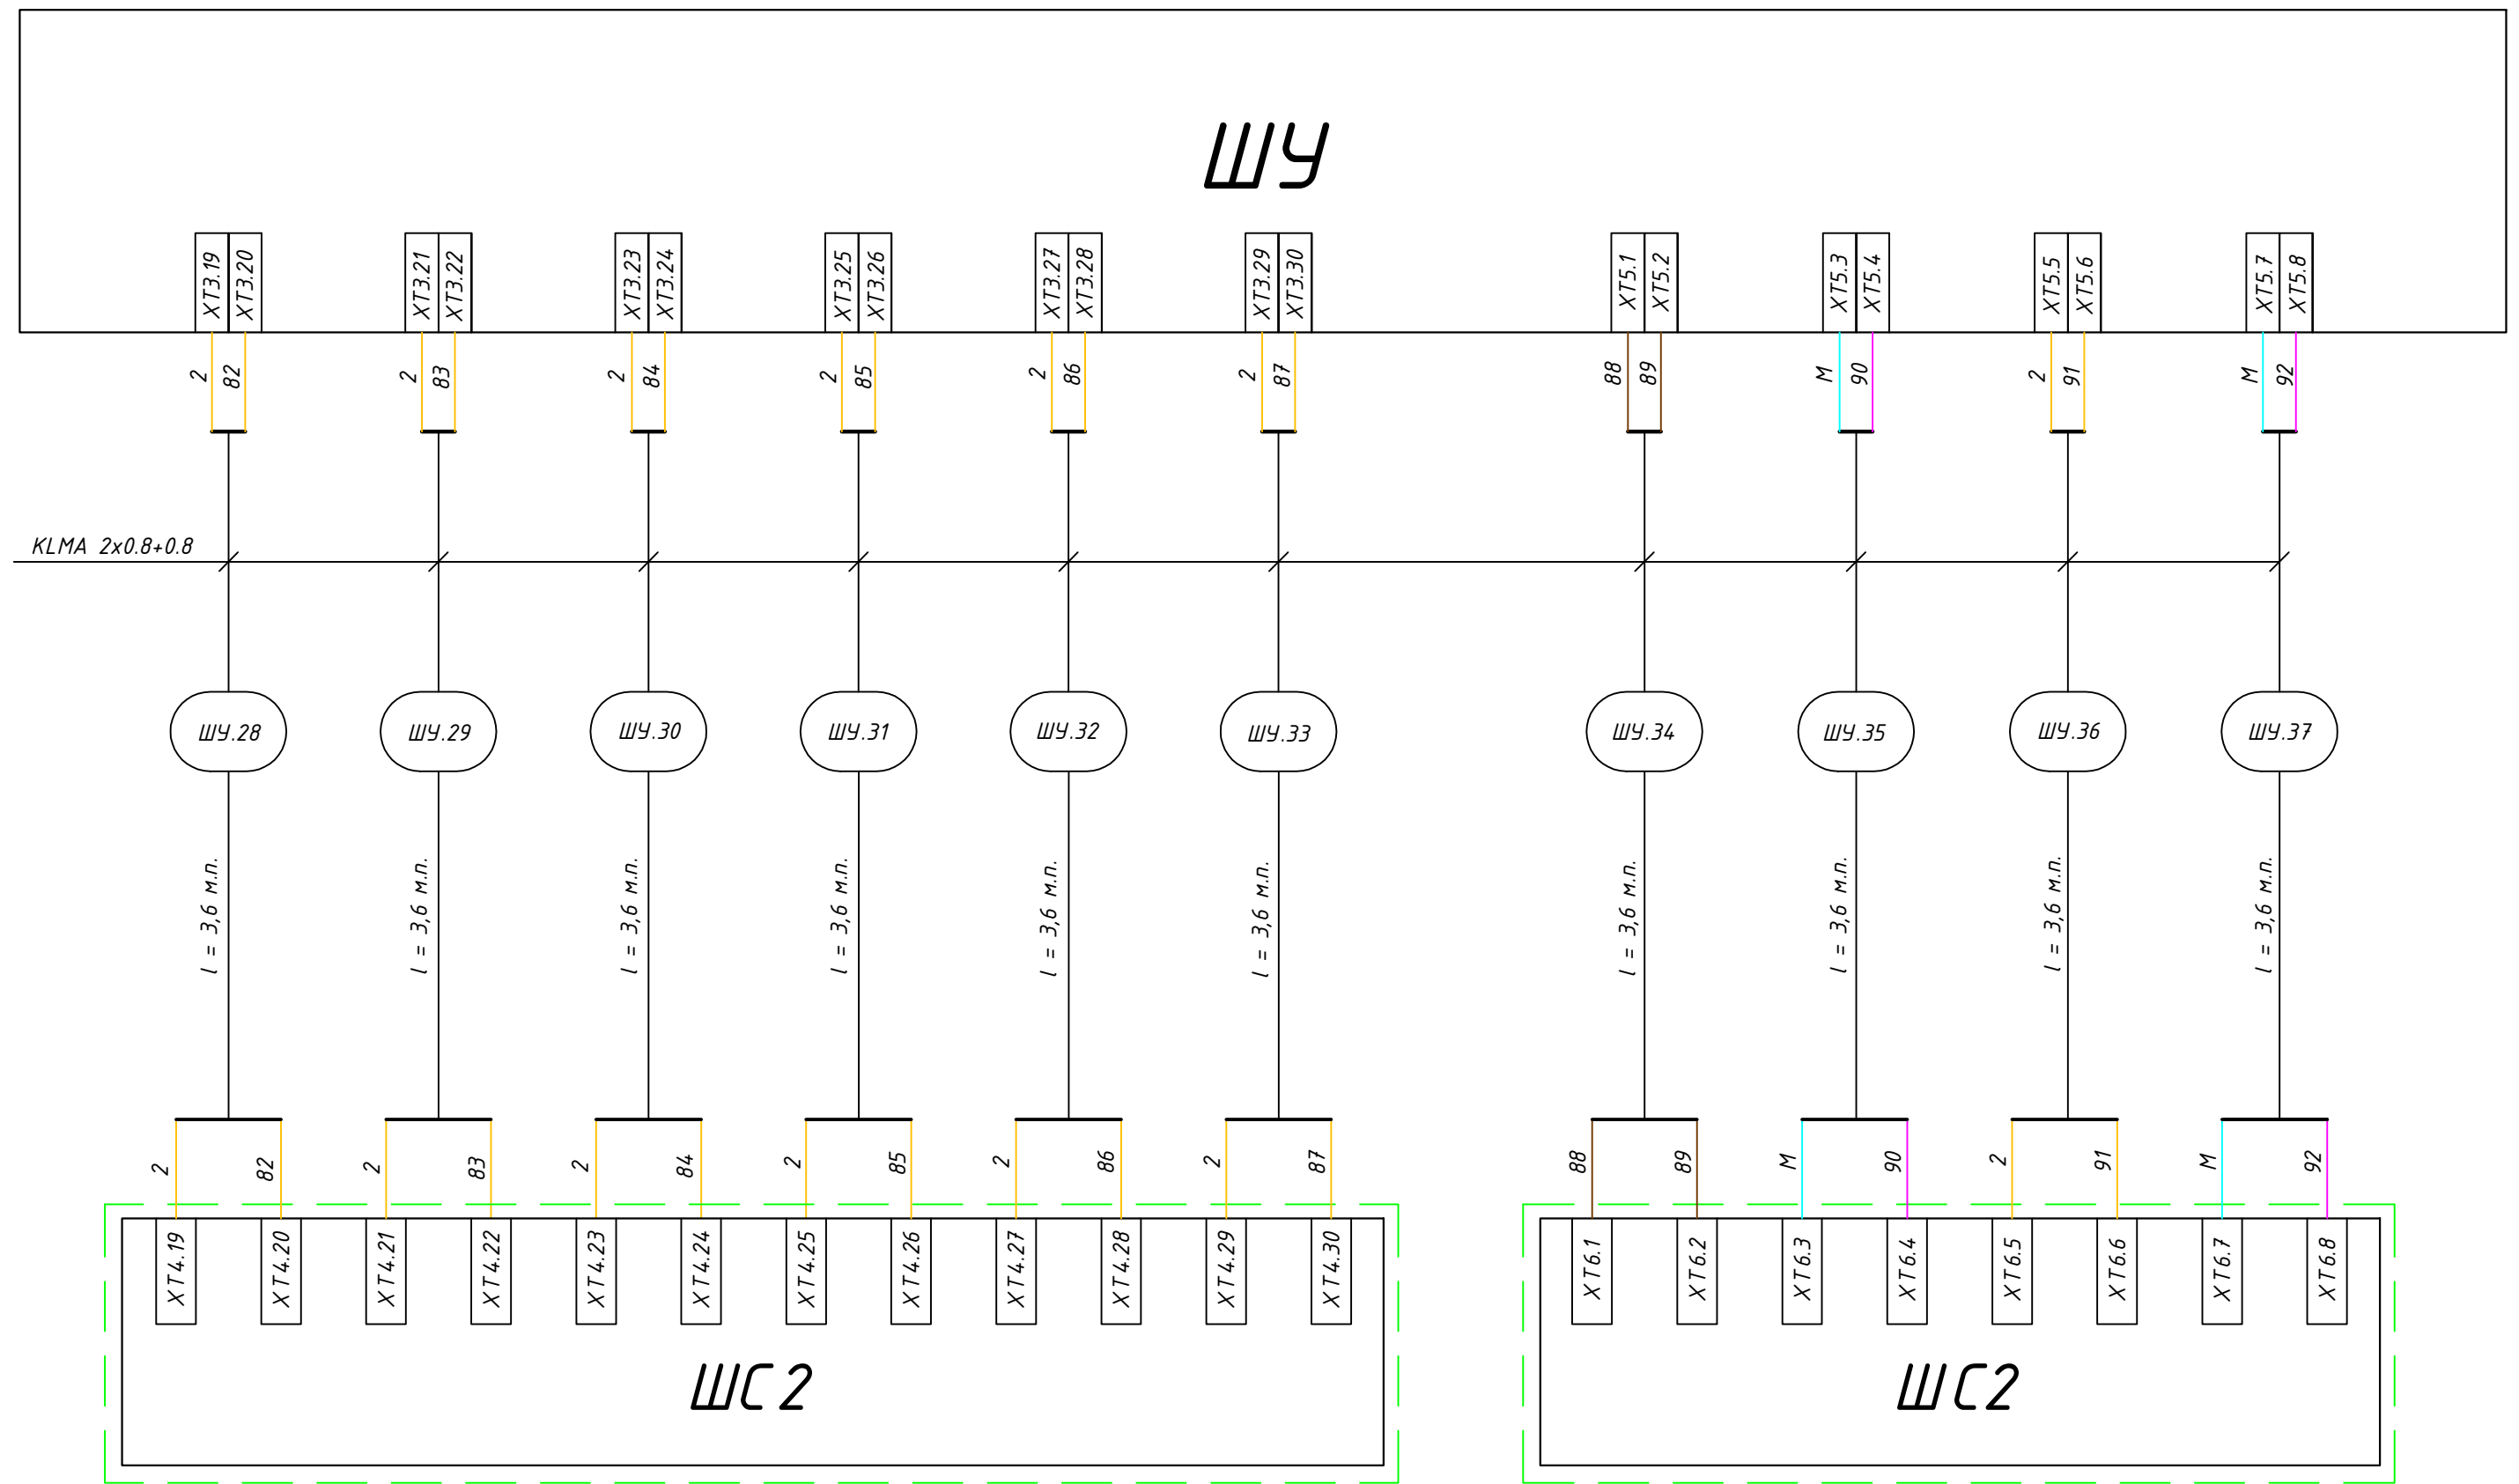 ШУ
XT3.19 XT3.20 XT3.21 XT3.22 XT3.23 XT3.24 XT3.25 XT3.26 XT3.27 XT3.28 XT3.29 XT3.30 XT5.1 XT5.2 XT5.3 XT5.4 XT5.5 XT5.6 XT5.7 XT5.8
2 82 2 83 2 84 2 85 2 86 2 87 88 89 M 90 2 91 M 92
KLMA 2x0.8+0.8
ШУ.28 ШУ.29 ШУ.30 ШУ.31 ШУ.32 ШУ.33 ШУ.34 ШУ.35 ШУ.36 ШУ.37
l = 3,6 м.п. l = 3,6 м.п. l = 3,6 м.п. l = 3,6 м.п. l = 3,6 м.п. l = 3,6 м.п. l = 3,6 м.п. l = 3,6 м.п. l = 3,6 м.п. l = 3,6 м.п.
2 82 2 83 2 84 2 85 2 86 2 87 88 89 M 90 2 91 M 92
XT4.19 XT4.20 XT4.21 XT4.22 XT4.23 XT4.24 XT4.25 XT4.26 XT4.27 XT4.28 XT4.29 XT4.30 XT6.1 XT6.2 XT6.3 XT6.4 XT6.5 XT6.6 XT6.7 XT6.8
ШС2 ШС2